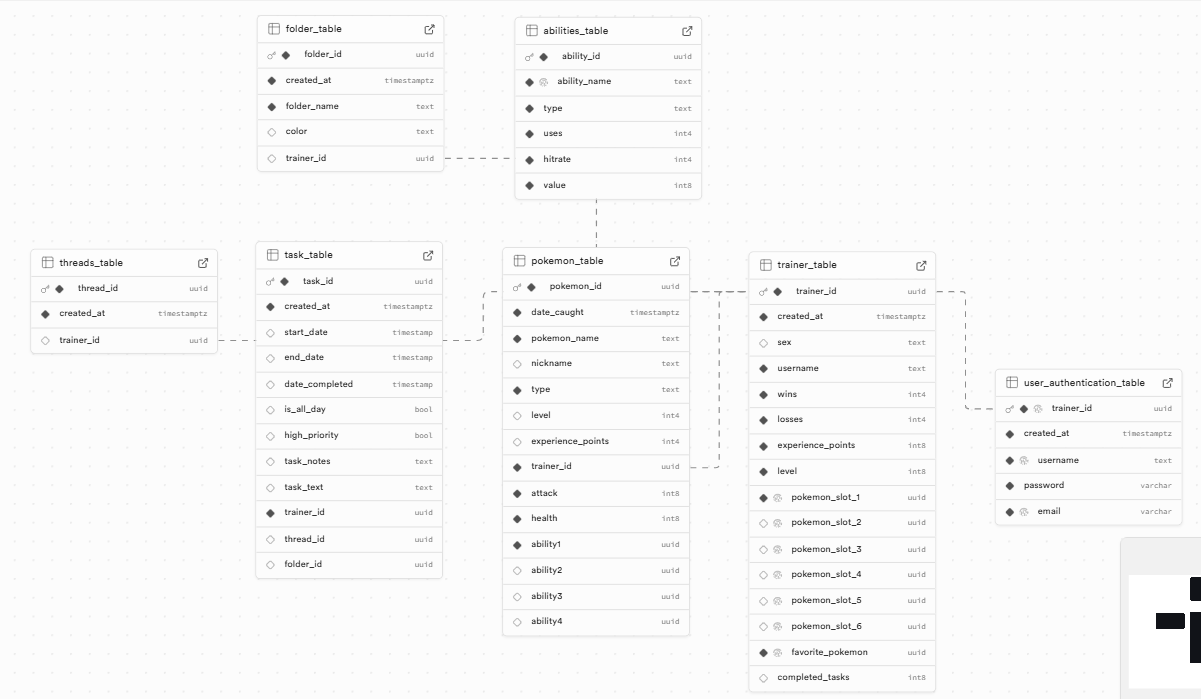 folder_table
folder_id uuid
created_at timestamptz
folder_name text
color text
trainer_id uuid
abilities_table
ability_id uuid
ability_name text
type text
uses int4
hitrate int4
value int8
threads_table
thread_id uuid
created_at timestamptz
trainer_id uuid
task_table
task_id uuid
created_at timestamptz
start_date timestamp
end_date timestamp
date_completed timestamp
is_all_day bool
high_priority bool
task_notes text
task_text text
trainer_id uuid
thread_id uuid
folder_id uuid
pokemon_table
pokemon_id uuid
date_caught timestamptz
pokemon_name text
nickname text
type text
level int4
experience_points int4
trainer_id uuid
attack int8
health int8
ability1 uuid
ability2 uuid
ability3 uuid
ability4 uuid
trainer_table
trainer_id uuid
created_at timestamptz
sex text
username text
wins int4
losses int4
experience_points int8
level int8
pokemon_slot_1 uuid
pokemon_slot_2 uuid
pokemon_slot_3 uuid
pokemon_slot_4 uuid
pokemon_slot_5 uuid
pokemon_slot_6 uuid
favorite_pokemon uuid
completed_tasks int8
user_authentication_table
trainer_id uuid
created_at timestamptz
username text
password varchar
email varchar